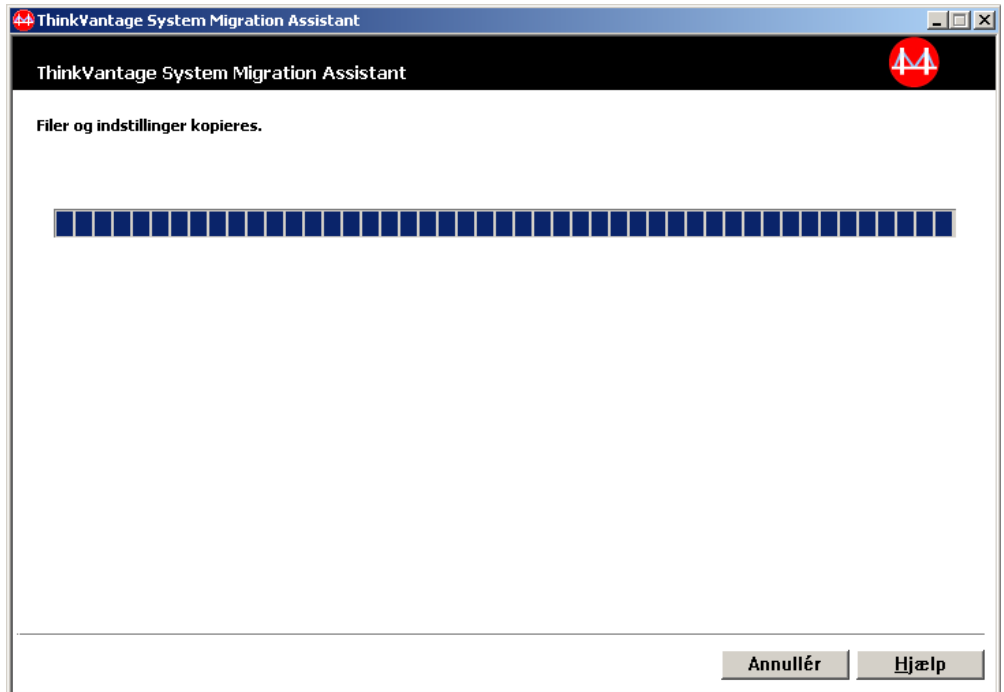 ThinkVantage System Migration Assistant
ThinkVantage System Migration Assistant
Filer og indstillinger kopieres.
Annullér Hjælp